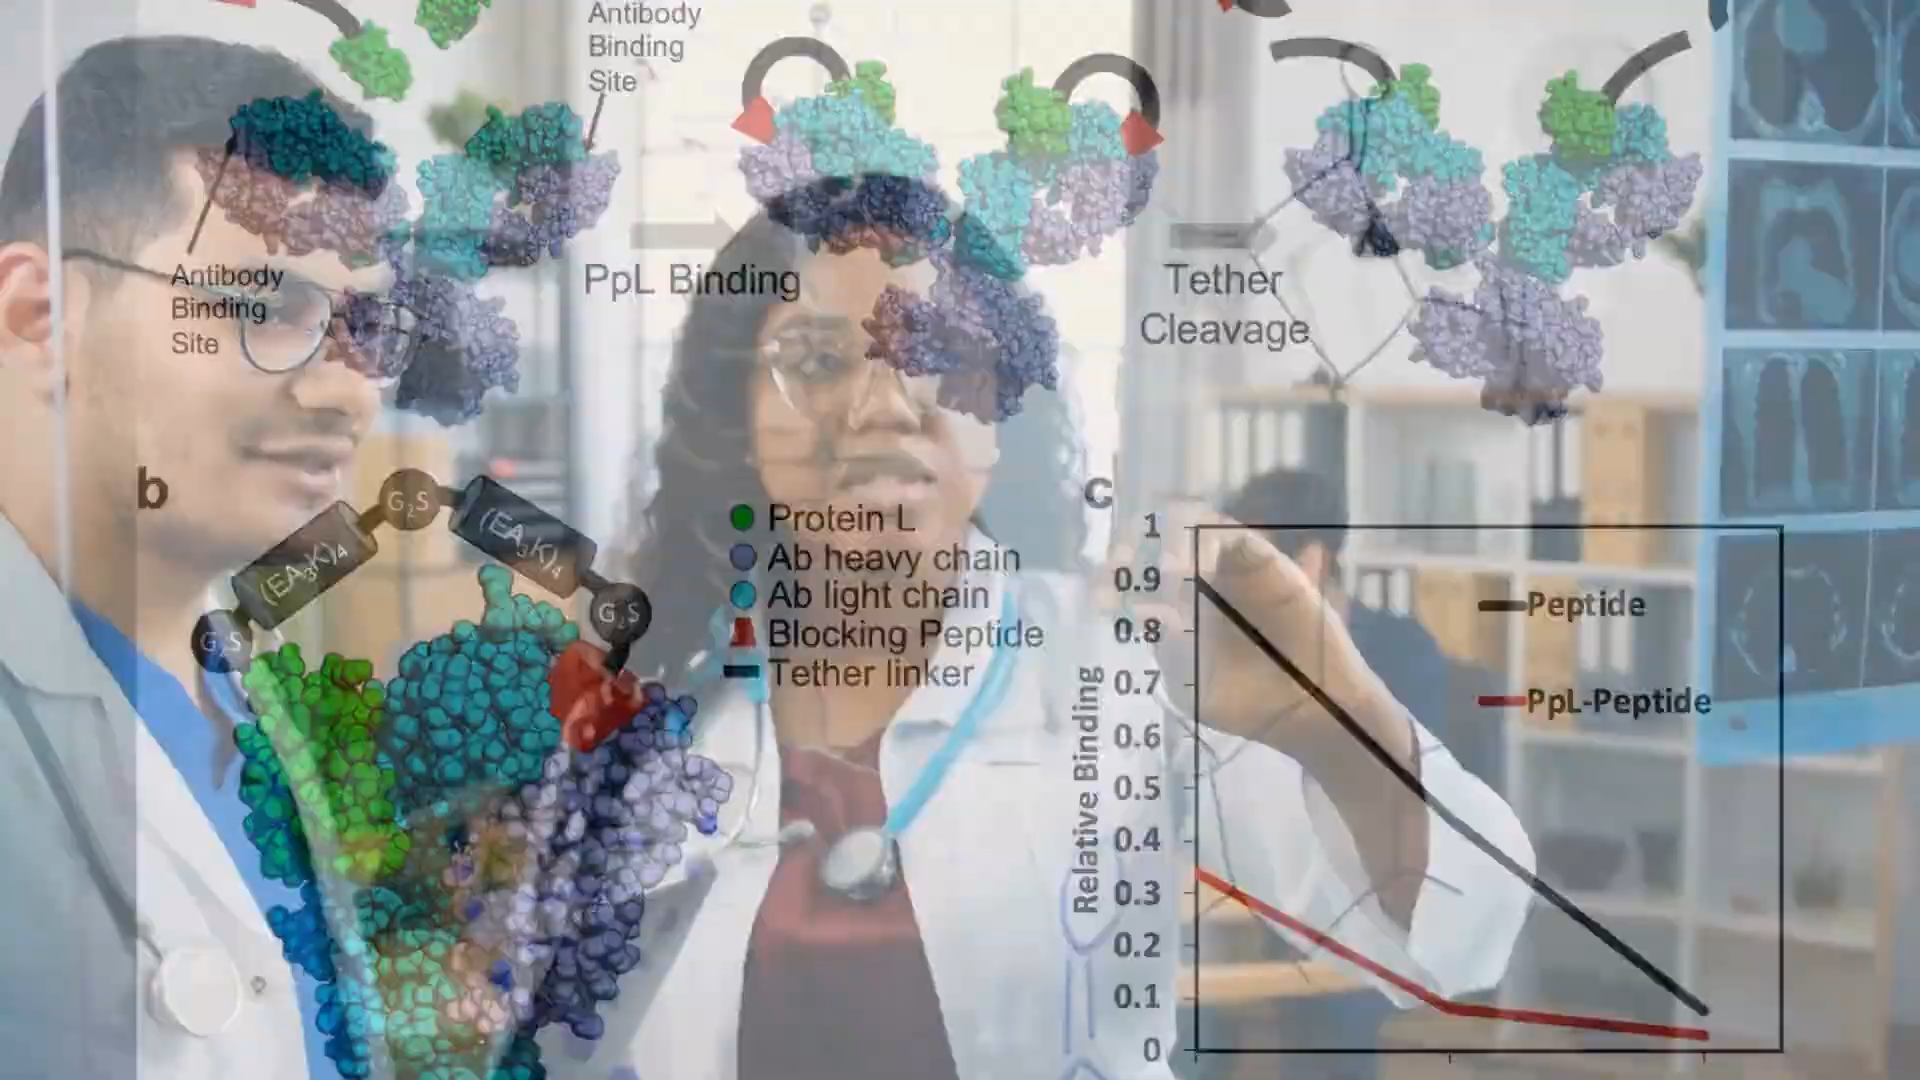 Antibody
Binding
Site
Antibody
Binding
Site
PpL Binding
Tether
Cleavage
b
G2S
(EA3K)4
(EA3K)4
G2S
G2S
Protein L
Ab heavy chain
Ab light chain
Blocking Peptide
Tether linker
c
Relative Binding
1
0.9
0.8
0.7
0.6
0.5
0.4
0.3
0.2
0.1
0
Peptide
PpL-Peptide